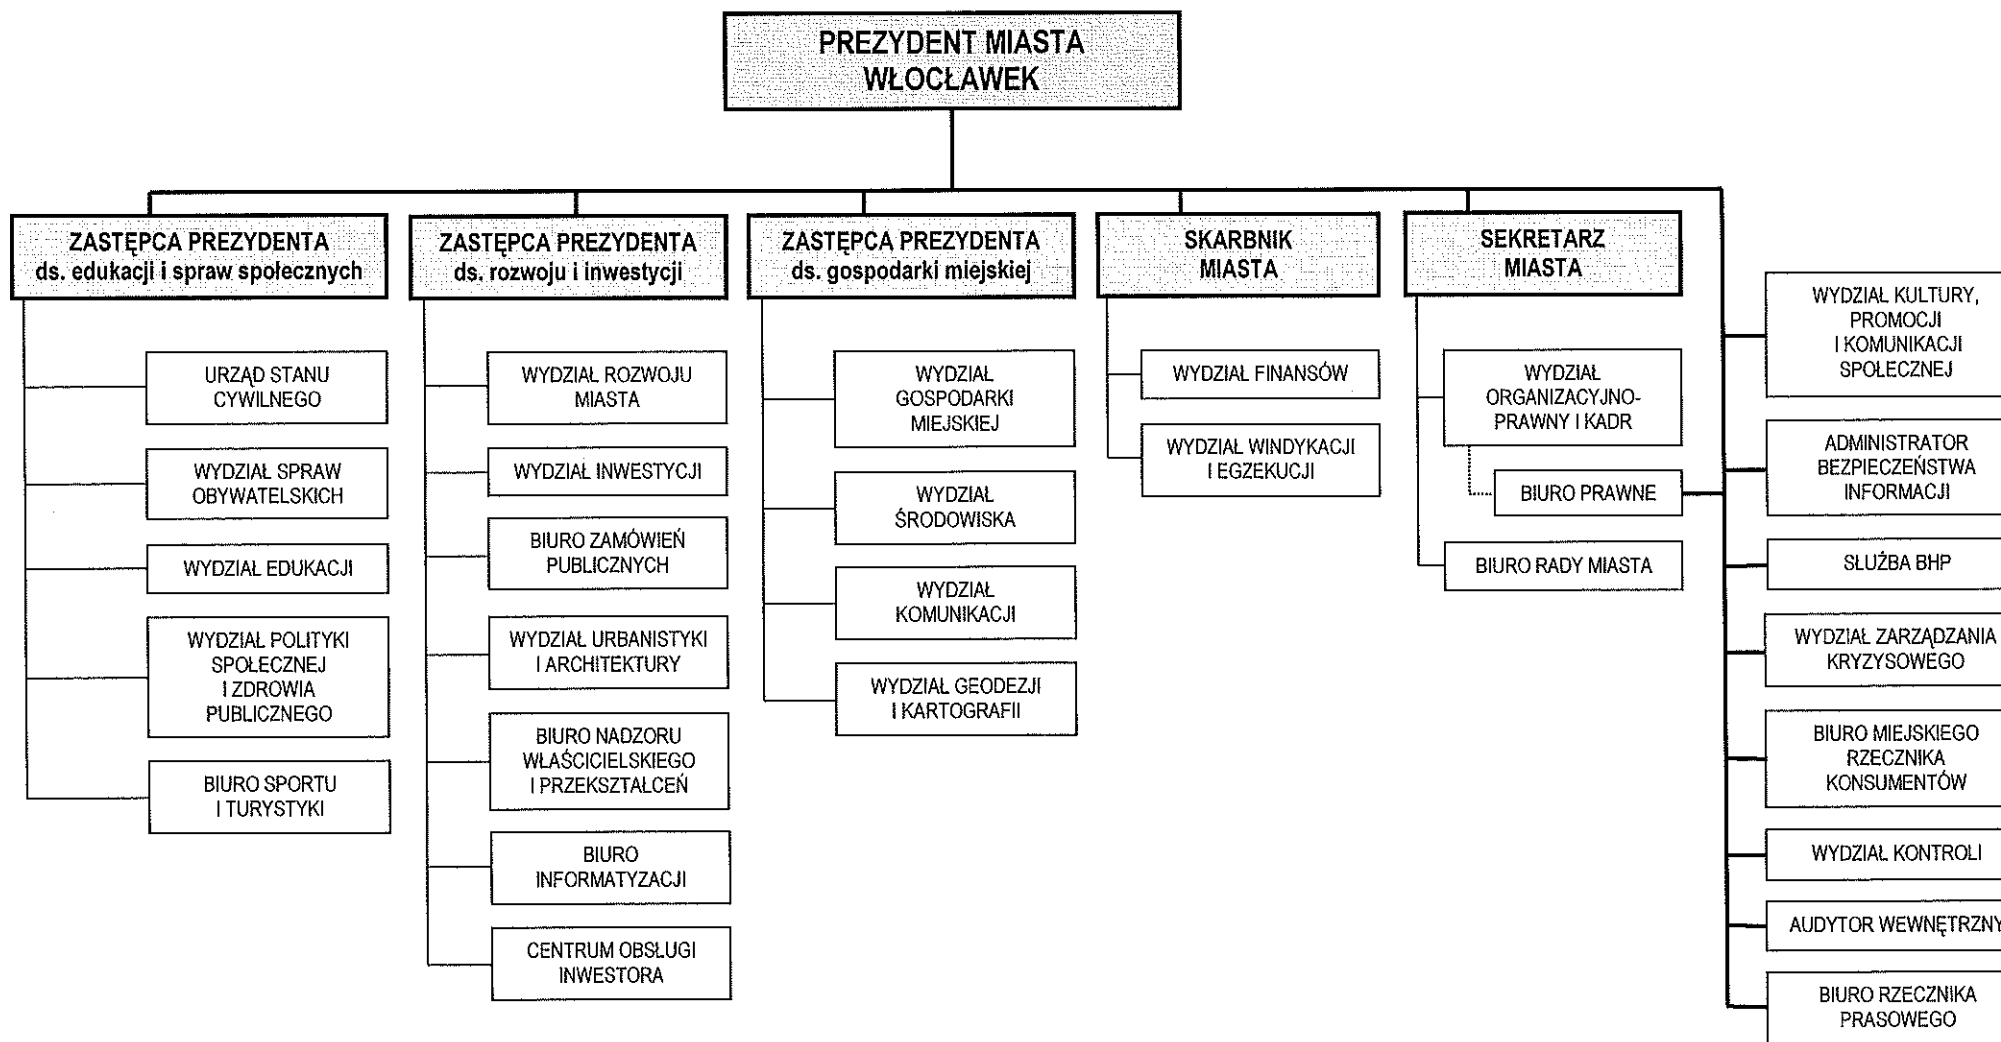 PREZYDENT MIASTA
WŁOCŁAWEK
ZASTĘPCA PREZYDENTA
ds. edukacji i spraw społecznych
URZĄD STANU
CYWILNEGO
WYDZIAŁ SPRAW
OBYWATELSKICH
WYDZIAŁ EDUKACJI
WYDZIAŁ POLITYKI
SPOŁECZNEJ
I ZDROWIA
PUBLICZNEGO
BIURO SPORTU
I TURYSTYKI
ZASTĘPCA PREZYDENTA
ds. rozwoju i inwestycji
WYDZIAŁ ROZWOJU
MIASTA
WYDZIAŁ INWESTYCJI
BIURO ZAMÓWIEŃ
PUBLICZNYCH
WYDZIAŁ URBANISTYKI
I ARCHITEKTURY
BIURO NADZORU
WŁAŚCICIELSKIEGO
I PRZEKSZTAŁCEŃ
BIURO
INFORMATYZACJI
CENTRUM OBSŁUGI
INWESTORA
ZASTĘPCA PREZYDENTA
ds. gospodarki miejskiej
WYDZIAŁ
GOSPODARKI
MIEJSKIEJ
WYDZIAŁ
ŚRODOWISKA
WYDZIAŁ
KOMUNIKACJI
WYDZIAŁ GEODEZJI
I KARTOGRAFII
SKARBNIK
MIASTA
WYDZIAŁ FINANSÓW
WYDZIAŁ WINDYKACJI
I EGZEKUCJI
SEKRETARZ
MIASTA
WYDZIAŁ
ORGANIZACYJNO-
PRAWNY I KADR
BIURO PRAWNE
BIURO RADY MIASTA
WYDZIAŁ KULTURY,
PROMOCJI
I KOMUNIKACJI
SPOŁECZNEJ
ADMINISTRATOR
BEZPIECZEŃSTWA
INFORMACJI
SŁUŻBA BHP
WYDZIAŁ ZARZĄDZANIA
KRYZYSOWEGO
BIURO MIEJSKIEGO
RZECZNIKA
KONSUMENTÓW
WYDZIAŁ KONTROLI
AUDYTOR WEWNĘTRZNY
BIURO RZECZNIKA
PRASOWEGO